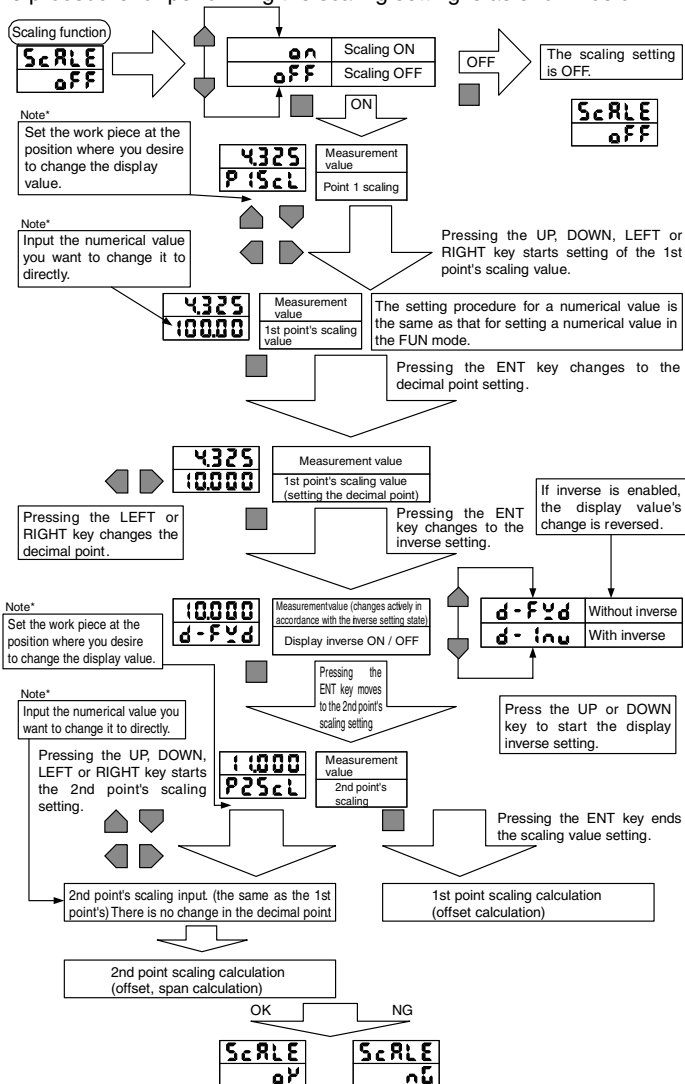 Scaling function
ScALE
oFF
on
Scaling ON
oFF
Scaling OFF
OFF
The scaling setting
is OFF.
ScALE
oFF
ON
Note*
Set the work piece at the
position where you desire
to change the display
value.
4.325
P1ScL
Measurement
value
Point 1 scaling
Note*
Input the numerical value
you want to change it to
directly.
Pressing the UP, DOWN, LEFT or
RIGHT key starts setting of the 1st
point's scaling value.
4.325
100.00
Measurement
value
1st point's scaling
value
The setting procedure for a numerical value is
the same as that for setting a numerical value in
the FUN mode.
Pressing the ENT key changes to the
decimal point setting.
4.325
10.000
Measurement value
1st point's scaling value
(setting the decimal point)
Pressing the LEFT or
RIGHT key changes the
decimal point.
Pressing the ENT
key changes to the
inverse setting.
If inverse is enabled,
the display value's
change is reversed.
Note*
Set the work piece at the
position where you desire
to change the display value.
10.000
d-Fyd
Measurementvalue (changes actively in
accordance with the inverse setting state)
Display inverse ON / OFF
d-Fyd
Without inverse
d-Inu
With inverse
Note*
Input the numerical value you
want to change it to directly.
Pressing the
ENT key moves
to the 2nd point's
scaling setting
Press the UP or DOWN
key to start the display
inverse setting.
Pressing the UP, DOWN,
LEFT or RIGHT key starts
the 2nd point's scaling
setting.
11.000
P2ScL
Measurement
value
2nd point's
scaling
Pressing the ENT key ends
the scaling value setting.
2nd point's scaling input. (the same as the 1st
point's) There is no change in the decimal point
1st point scaling calculation
(offset calculation)
2nd point scaling calculation
(offset, span calculation)
OK
NG
ScALE
oK
ScALE
nG